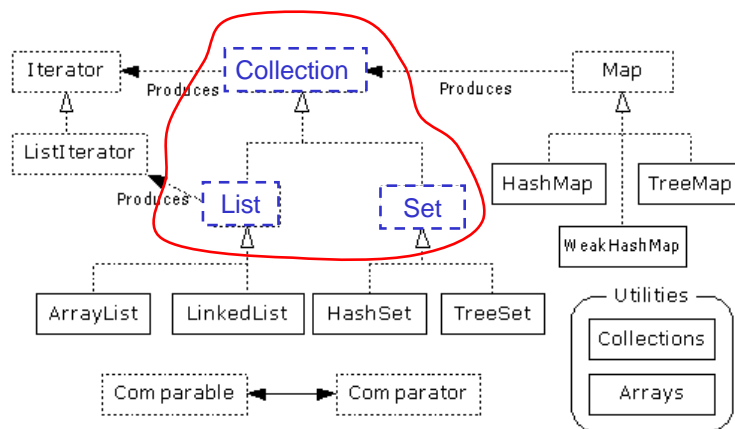 Iterator
Collection
Map
Produces
Produces
ListIterator
Produces
List
Set
HashMap
TreeMap
WeakHashMap
ArrayList
LinkedList
HashSet
TreeSet
Utilities
Collections
Arrays
Comparable
Comparator